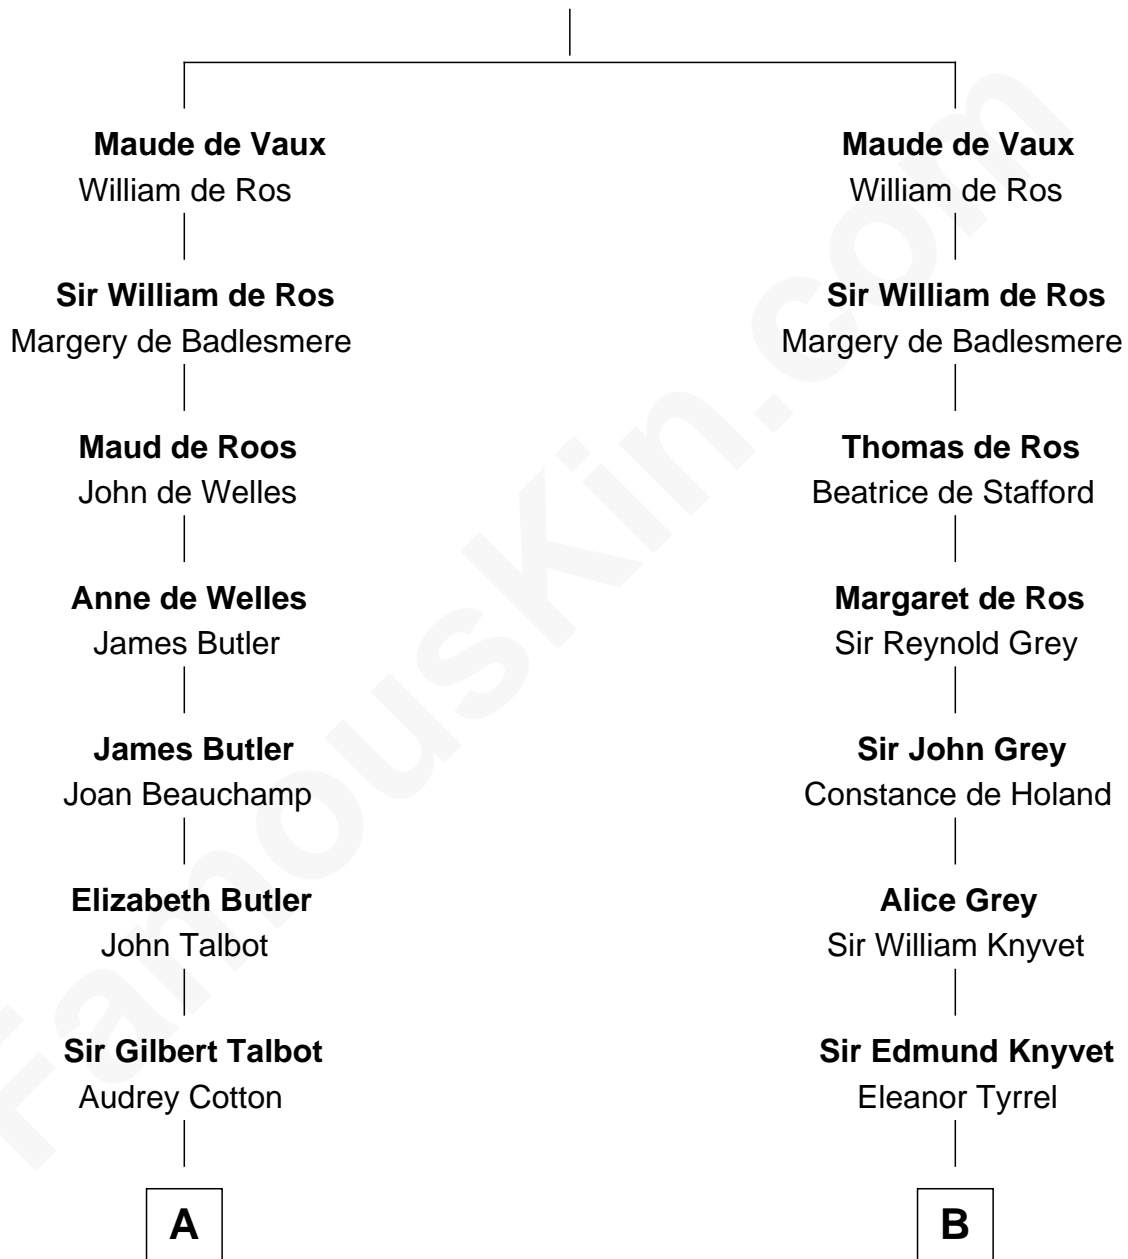 Maude de Vaux
William de Ros
Sir William de Ros
Margery de Badlesmere
Maud de Roos
John de Welles
Anne de Welles
James Butler
James Butler
Joan Beauchamp
Elizabeth Butler
John Talbot
Sir Gilbert Talbot
Audrey Cotton
A
Maude de Vaux
William de Ros
Sir William de Ros
Margery de Badlesmere
Thomas de Ros
Beatrice de Stafford
Margaret de Ros
Sir Reynold Grey
Sir John Grey
Constance de Holand
Alice Grey
Sir William Knyvet
Sir Edmund Knyvet
Eleanor Tyrrel
B
FamousKin.com